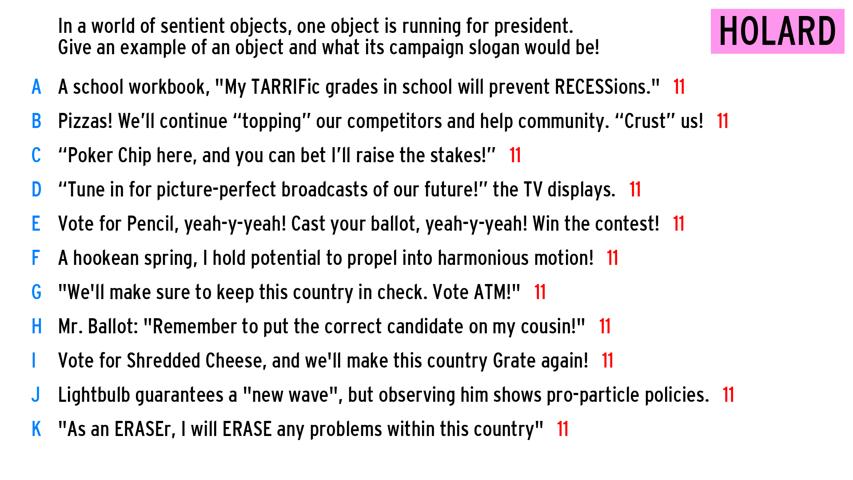 In a world of sentient objects, one object is running for president.
Give an example of an object and what its campaign slogan would be!
HOLARD
A A school workbook, "My TARRIFic grades in school will prevent RECESSions." 11
B Pizzas! We’ll continue “topping” our competitors and help community. “Crust” us! 11
C “Poker Chip here, and you can bet I’ll raise the stakes!” 11
D “Tune in for picture-perfect broadcasts of our future!” the TV displays. 11
E Vote for Pencil, yeah-y-yeah! Cast your ballot, yeah-y-yeah! Win the contest! 11
F A hookean spring, I hold potential to propel into harmonious motion! 11
G "We'll make sure to keep this country in check. Vote ATM!" 11
H Mr. Ballot: "Remember to put the correct candidate on my cousin!" 11
I Vote for Shredded Cheese, and we'll make this country Grate again! 11
J Lightbulb guarantees a "new wave", but observing him shows pro-particle policies. 11
K "As an ERASEr, I will ERASE any problems within this country" 11